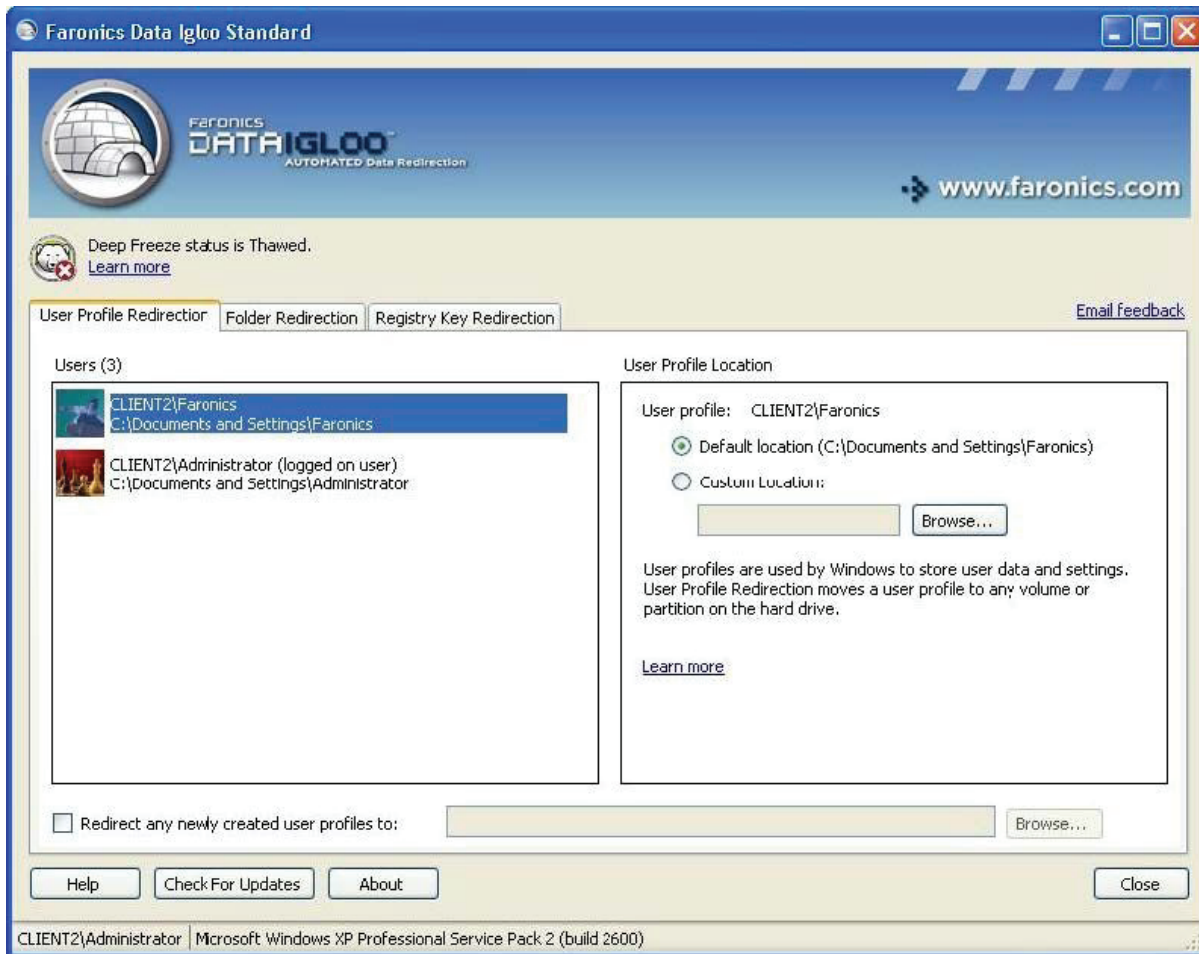 Faronics Data Igloo Standard
FARONICS
DATAIGLOO™
AUTOMATED Data Redirection
www.faronics.com
Deep Freeze status is Thawed.
Learn more
User Profile Redirection
Folder Redirection
Registry Key Redirection
Email feedback
Users (3)
CLIENT2\Faronics
C:\Documents and Settings\Faronics
CLIENT2\Administrator (logged on user)
C:\Documents and Settings\Administrator
User Profile Location
User profile: CLIENT2\Faronics
Default location (C:\Documents and Settings\Faronics)
Custom Location:
Browse...
User profiles are used by Windows to store user data and settings.
User Profile Redirection moves a user profile to any volume or
partition on the hard drive.
Learn more
Redirect any newly created user profiles to:
Browse...
Help
Check For Updates
About
Close
CLIENT2\Administrator
Microsoft Windows XP Professional Service Pack 2 (build 2600)